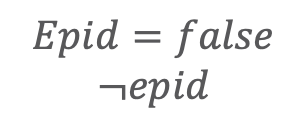 Epid = false
¬epid